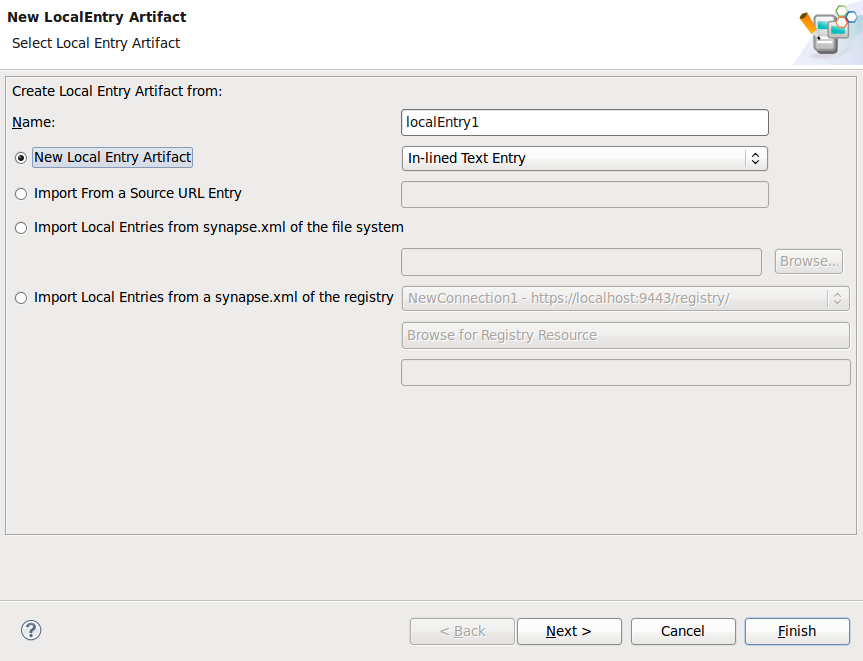 New LocalEntry Artifact
Select Local Entry Artifact
Create Local Entry Artifact from:
Name: localEntry1
New Local Entry Artifact In-lined Text Entry
Import From a Source URL Entry
Import Local Entries from synapse.xml of the file system
Browse...
Import Local Entries from a synapse.xml of the registry NewConnection1 - https://localhost:9443/registry/
Browse for Registry Resource
? < Back Next > Cancel Finish